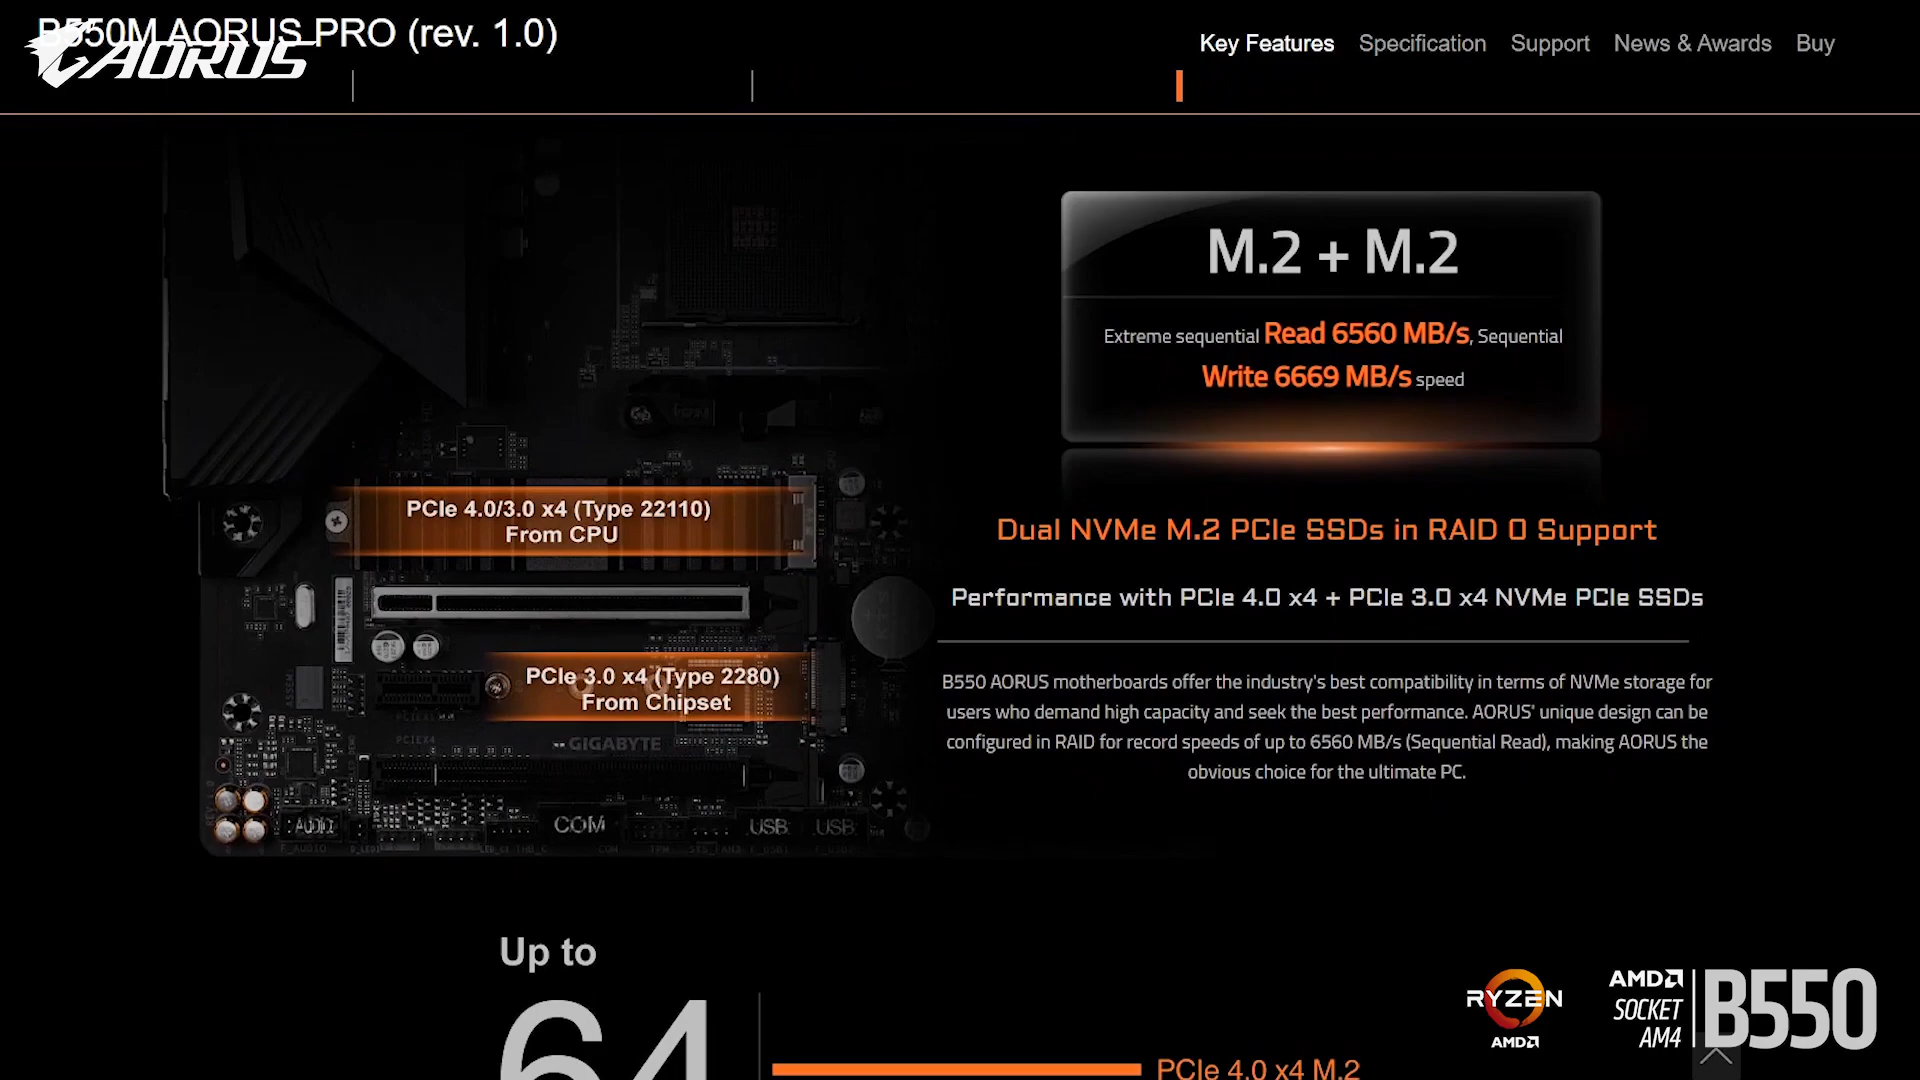 B550M AORUS PRO (rev. 1.0)
AORUS
Key Features
Specification
Support
News & Awards
Buy
M.2 + M.2
Extreme sequential Read 6560 MB/s, Sequential
Write 6669 MB/s speed
PCIe 4.0/3.0 x4 (Type 22110)
From CPU
Dual NVMe M.2 PCIe SSDs in RAID 0 Support
Performance with PCIe 4.0 x4 + PCIe 3.0 x4 NVMe PCIe SSDs
PCIe 3.0 x4 (Type 2280)
From Chipset
B550 AORUS motherboards offer the industry's best compatibility in terms of NVMe storage for
users who demand high capacity and seek the best performance. AORUS' unique design can be
configured in RAID for record speeds of up to 6560 MB/s (Sequential Read), making AORUS the
obvious choice for the ultimate PC.
PCIEX4
GIGABYTE
AUDIO
COM
USB
USB
F_AUDIO
COM
Up to
64
PCIe 4.0 x4 M.2
RYZEN
AMD
AMD
SOCKET
AM4
B550